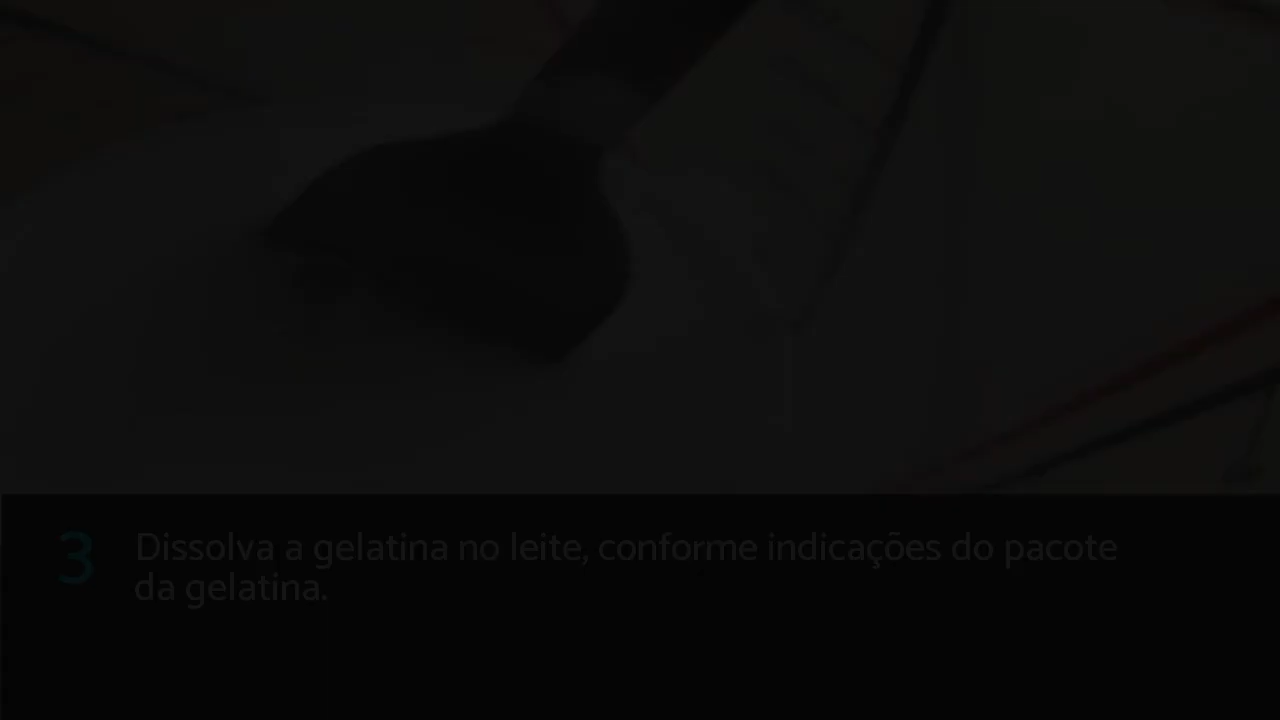 3 Dissolva a gelatina no leite, conforme indicações do pacote
da gelatina.